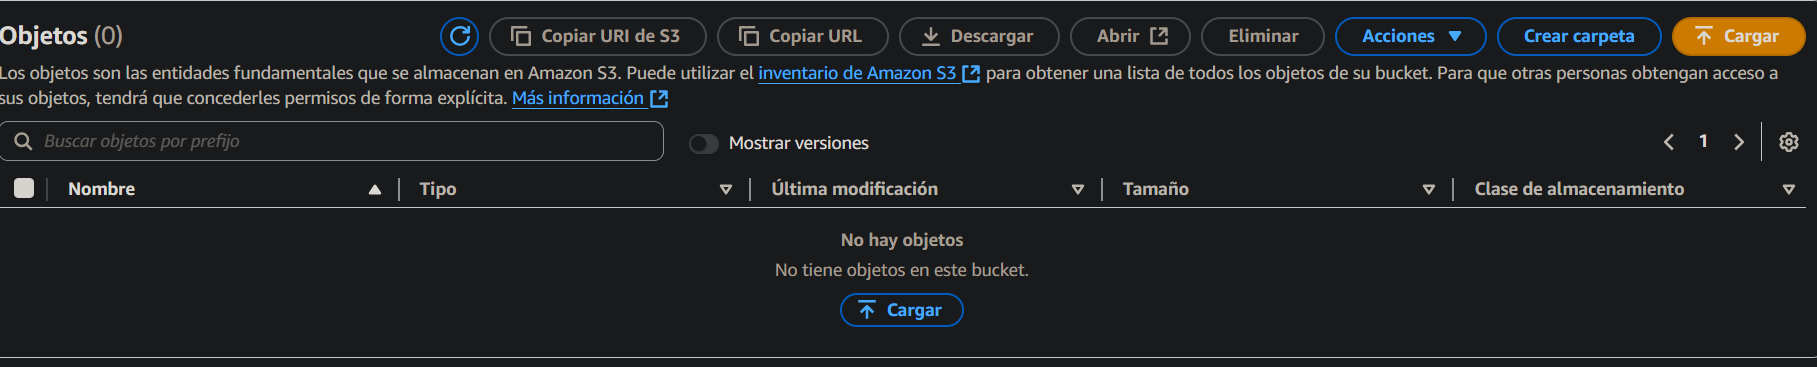 Objetos (0) Copiar URI de S3 Copiar URL Descargar Abrir Eliminar Acciones Crear carpeta Cargar
Los objetos son las entidades fundamentales que se almacenan en Amazon S3. Puede utilizar el inventario de Amazon S3 para obtener una lista de todos los objetos de su bucket. Para que otras personas obtengan acceso a
sus objetos, tendrá que concederles permisos de forma explícita. Más información
Buscar objetos por prefijo Mostrar versiones 1
Nombre Tipo Última modificación Tamaño Clase de almacenamiento
No hay objetos
No tiene objetos en este bucket.
Cargar